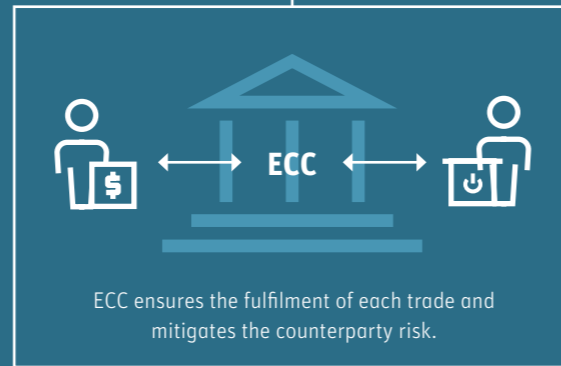 $
ECC
ECC ensures the fulfilment of each trade and
mitigates the counterparty risk.